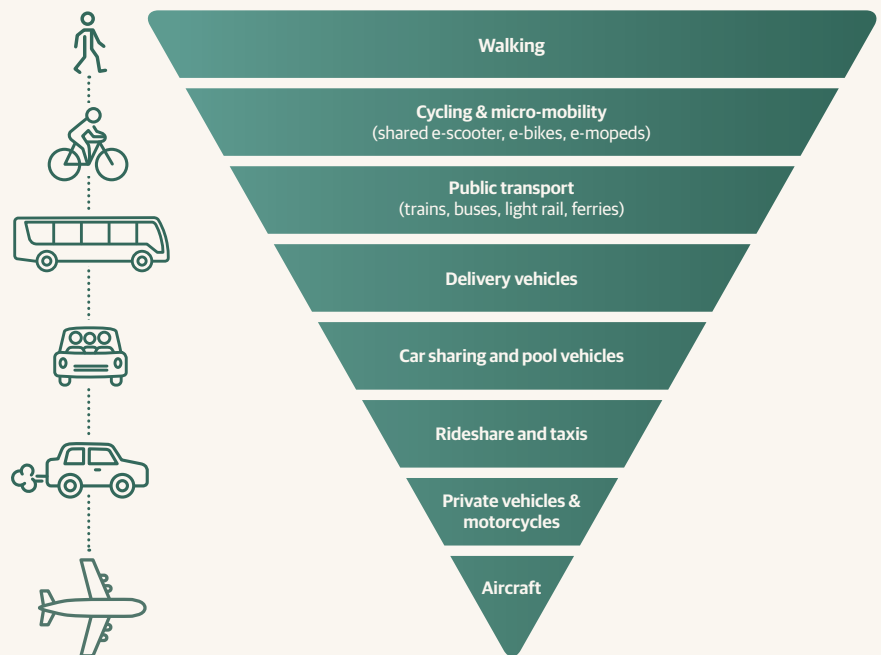 Walking
Cycling & micro-mobility
(shared e-scooter, e-bikes, e-mopeds)
Public transport
(trains, buses, light rail, ferries)
Delivery vehicles
Car sharing and pool vehicles
Rideshare and taxis
Private vehicles &
motorcycles
Aircraft